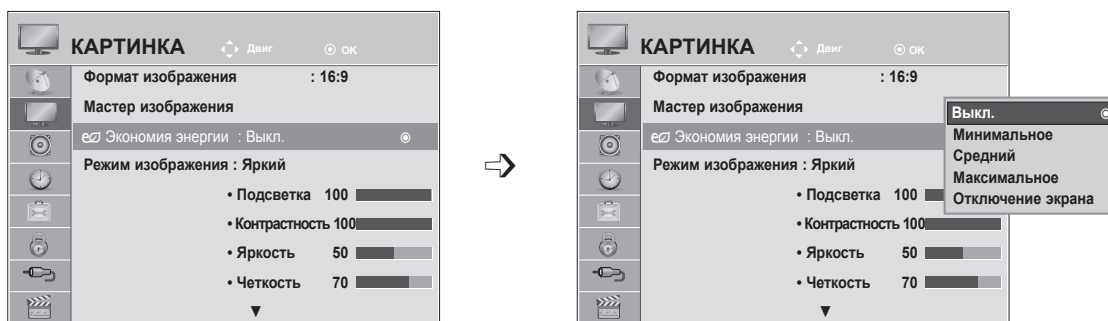 КАРТИНКА Двиг ОК
Формат изображения : 16:9
Мастер изображения
Экономия энергии : Выкл.
Режим изображения : Яркий
• Подсветка 100
• Контрастность 100
• Яркость 50
• Четкость 70
▼
КАРТИНКА Двиг ОК
Формат изображения : 16:9
Мастер изображения
Экономия энергии : Выкл.
Режим изображения : Яркий
• Подсветка 100
• Контрастность 100
• Яркость 50
• Четкость 70
▼
Выкл.
Минимальное
Средний
Максимальное
Отключение экрана